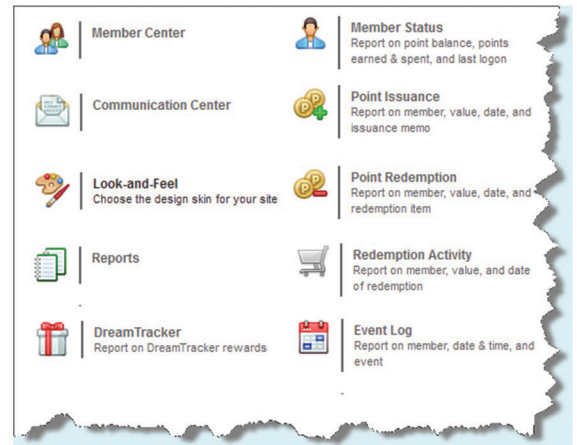 Member Center
Communication Center
Look-and-Feel
Choose the design skin for your site
Reports
DreamTracker
Report on DreamTracker rewards
Member Status
Report on point balance, points
earned & spent, and last logon
Point Issuance
Report on member, value, date, and
issuance memo
Point Redemption
Report on member, value, date, and
redemption item
Redemption Activity
Report on member, value, and date
of redemption
Event Log
Report on member, date & time, and
event